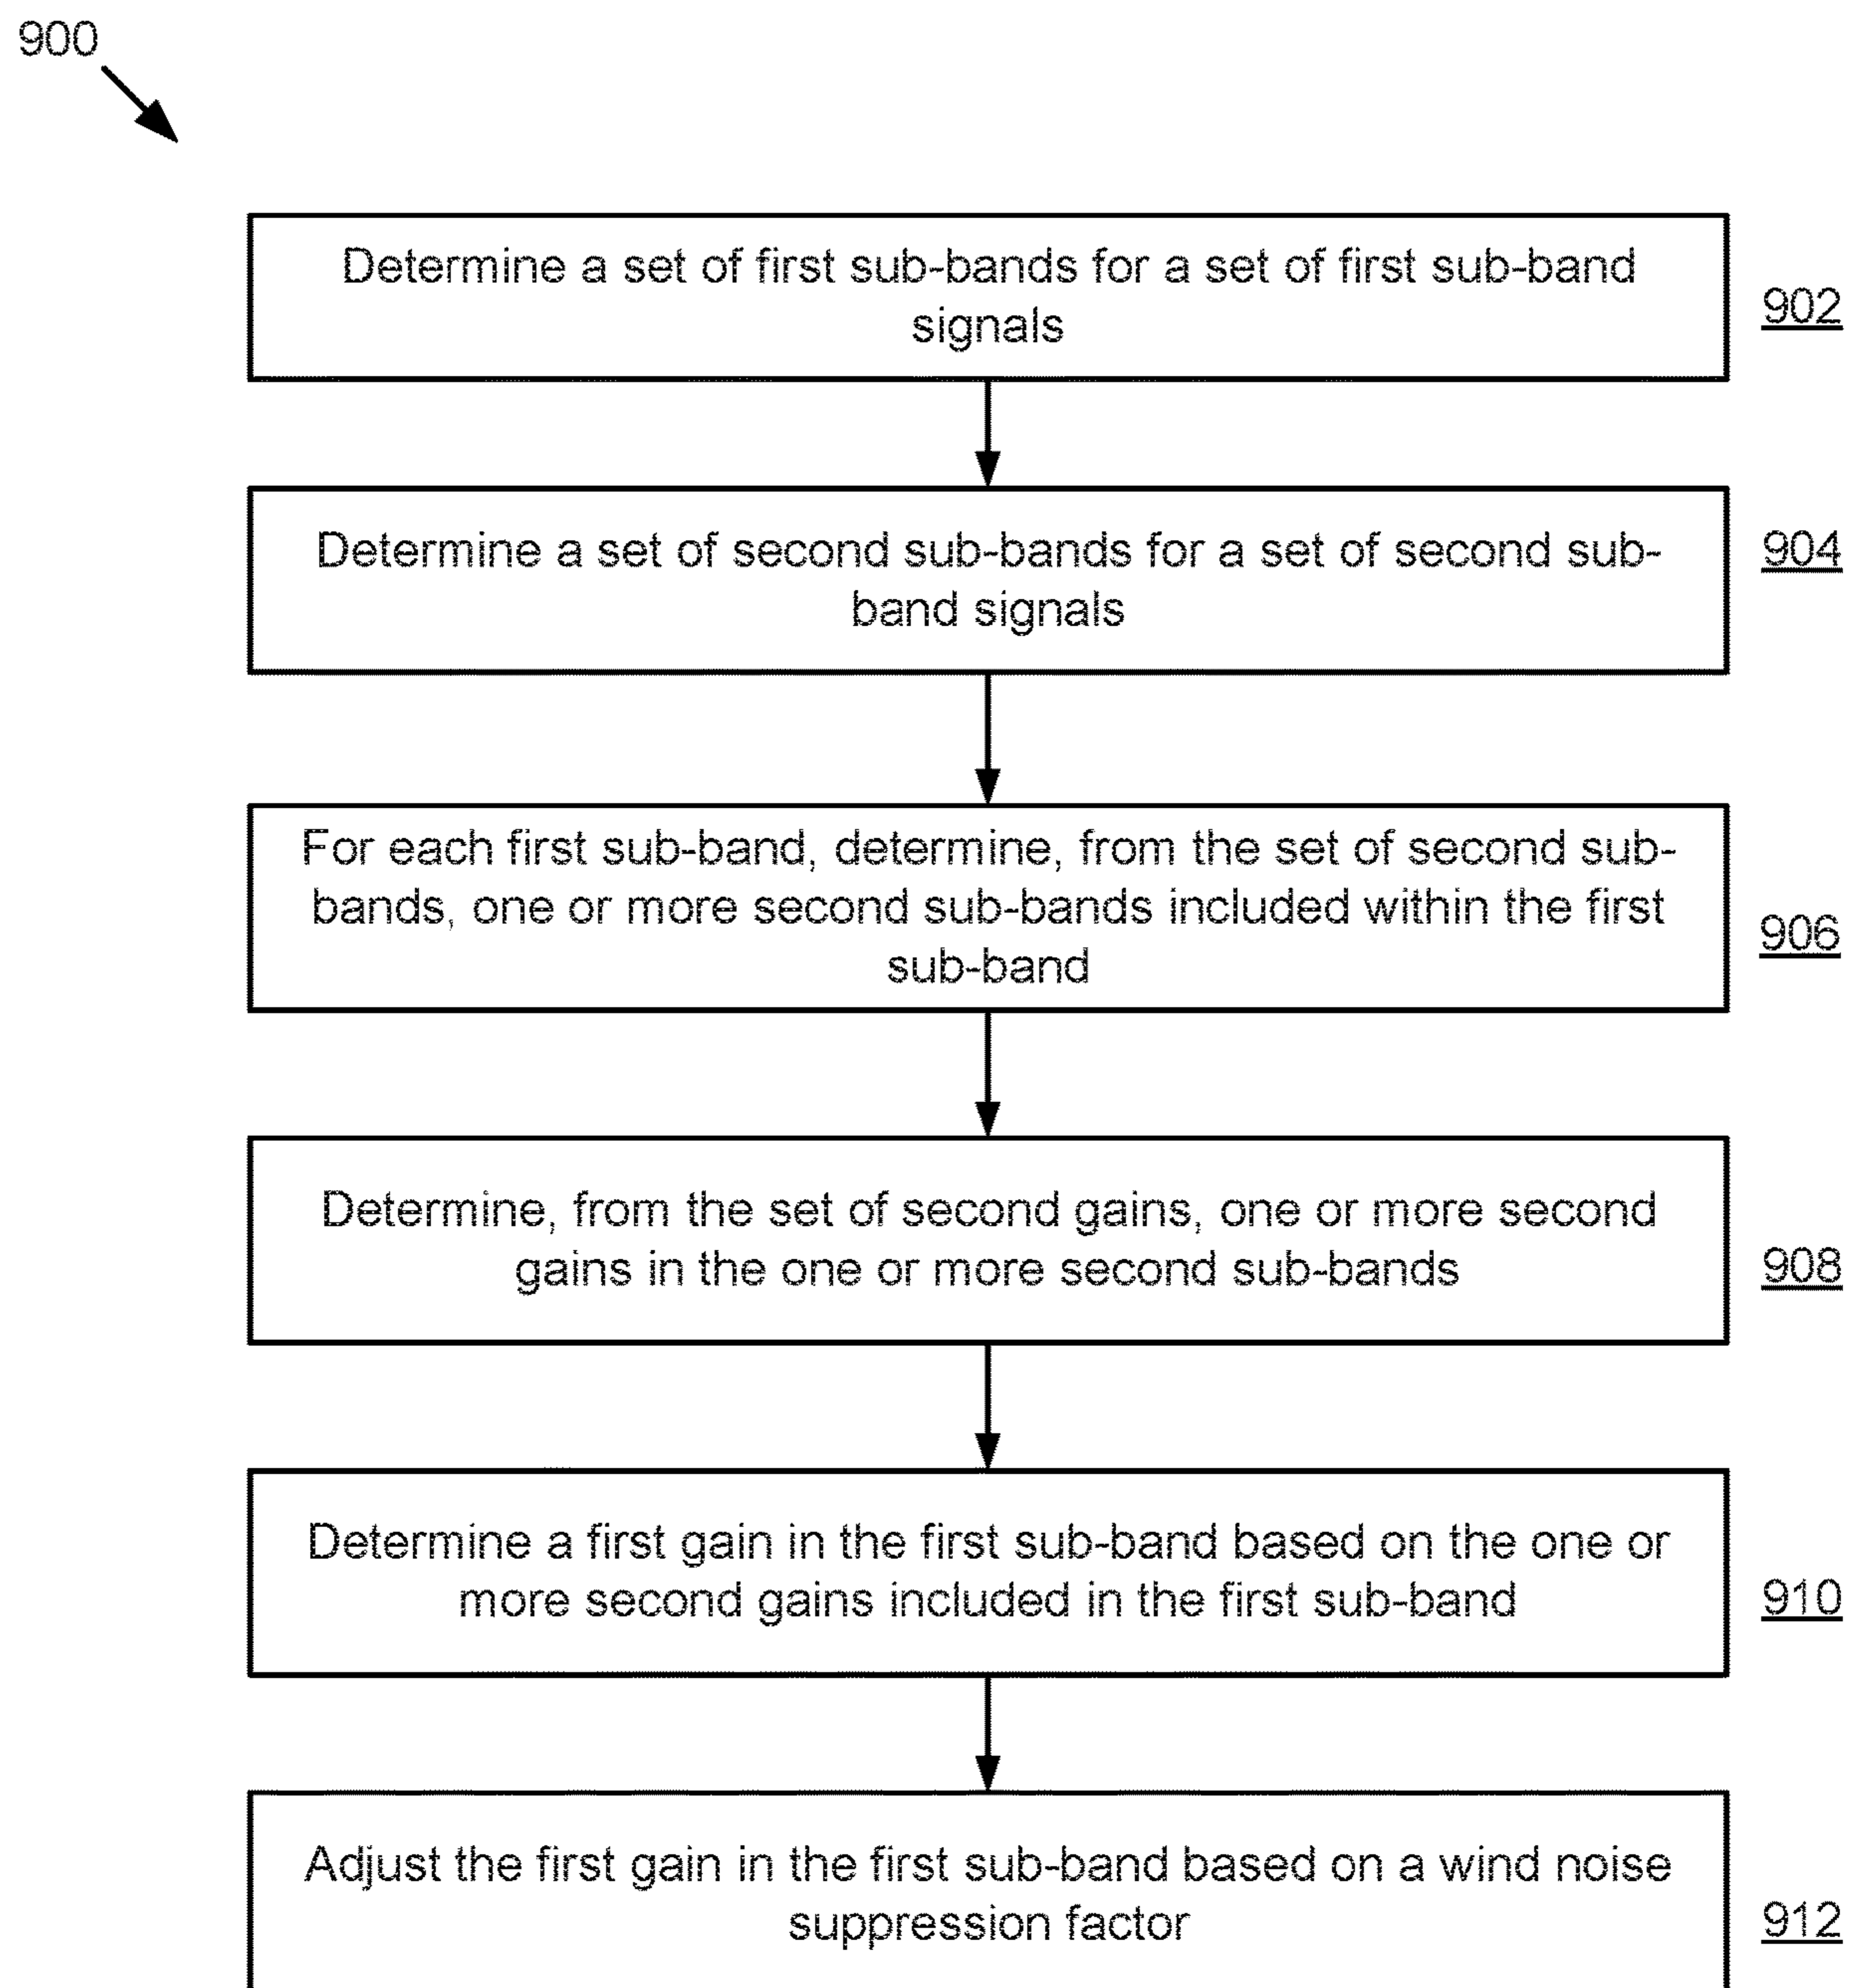 900
Determine a set of first sub-bands for a set of first sub-band
signals
902
Determine a set of second sub-bands for a set of second sub-
band signals
904
For each first sub-band, determine, from the set of second sub-
bands, one or more second sub-bands included within the first
sub-band
906
Determine, from the set of second gains, one or more second
gains in the one or more second sub-bands
908
Determine a first gain in the first sub-band based on the one or
more second gains included in the first sub-band
910
Adjust the first gain in the first sub-band based on a wind noise
suppression factor
912